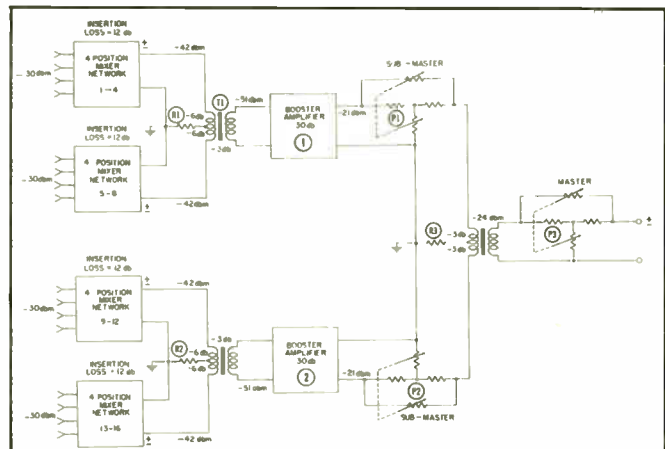 INSERTION
LOSS = 12 db
±
-30dbm
4 POSITION
MIXER
NETWORK
1-4
-42 dbm
R1
-6db
-6db
T1
-3db
-51 dbm
BOOSTER
AMPLIFIER
30 db
1
-21dbm
SUB-MASTER
P1
INSERTION
LOSS = 12 db
-30dbm
4 POSITION
MIXER
NETWORK
5-8
±
-42 dbm
R3
-3db
-3db
-24 dbm
MASTER
P3
±
INSERTION
LOSS = 12 db
±
-30dbm
4 POSITION
MIXER
NETWORK
9-12
-42dbm
R2
-6db
-6db
-3 db
-51 dbm
BOOSTER
AMPLIFIER
30db
2
-21dbm
P2
SUB-MASTER
INSERTION
LOSS = 12 db
-30dbm
4 POSITION
MIXER
NETWORK
13-16
±
-42 dbm